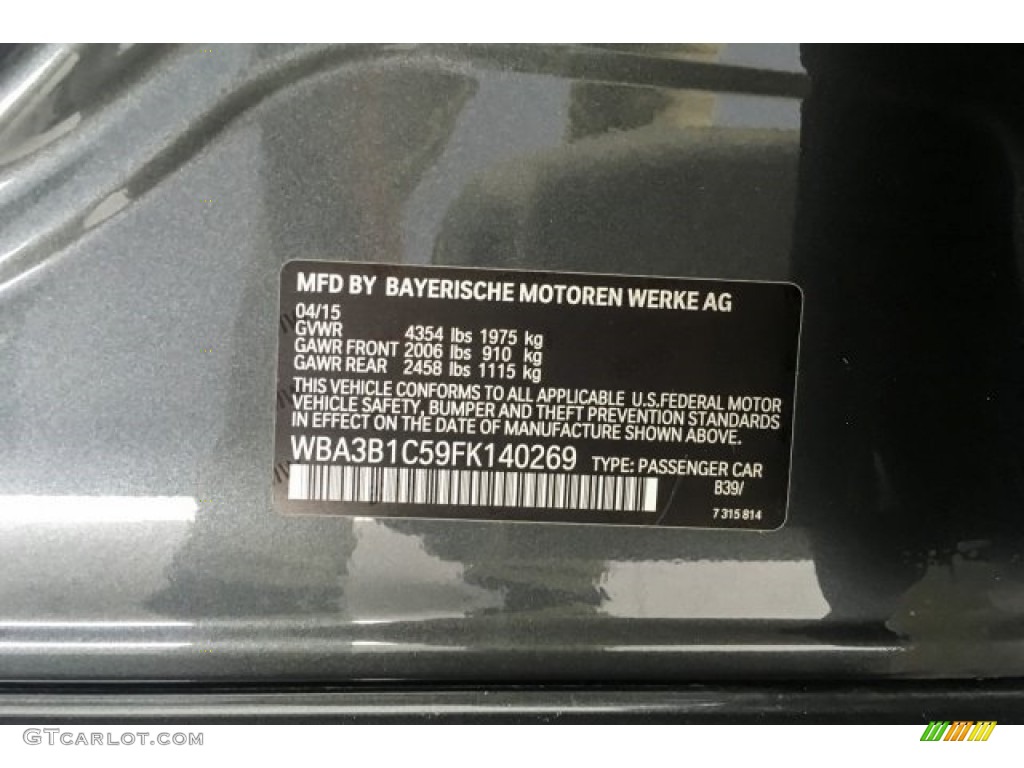 MFD BY BAYERISCHE MOTOREN WERKE AG
04/15
GVWR 4354 lbs 1975 kg
GAWR FRONT 2006 lbs 910 kg
GAWR REAR 2458 lbs 1115 kg
THIS VEHICLE CONFORMS TO ALL APPLICABLE U.S.FEDERAL MOTOR
VEHICLE SAFETY, BUMPER AND THEFT PREVENTION STANDARDS
IN EFFECT ON THE DATE OF MANUFACTURE SHOWN ABOVE.
WBA3B1C59FK140269 TYPE: PASSENGER CAR
B39/
7 315 814
GTCarLot.com